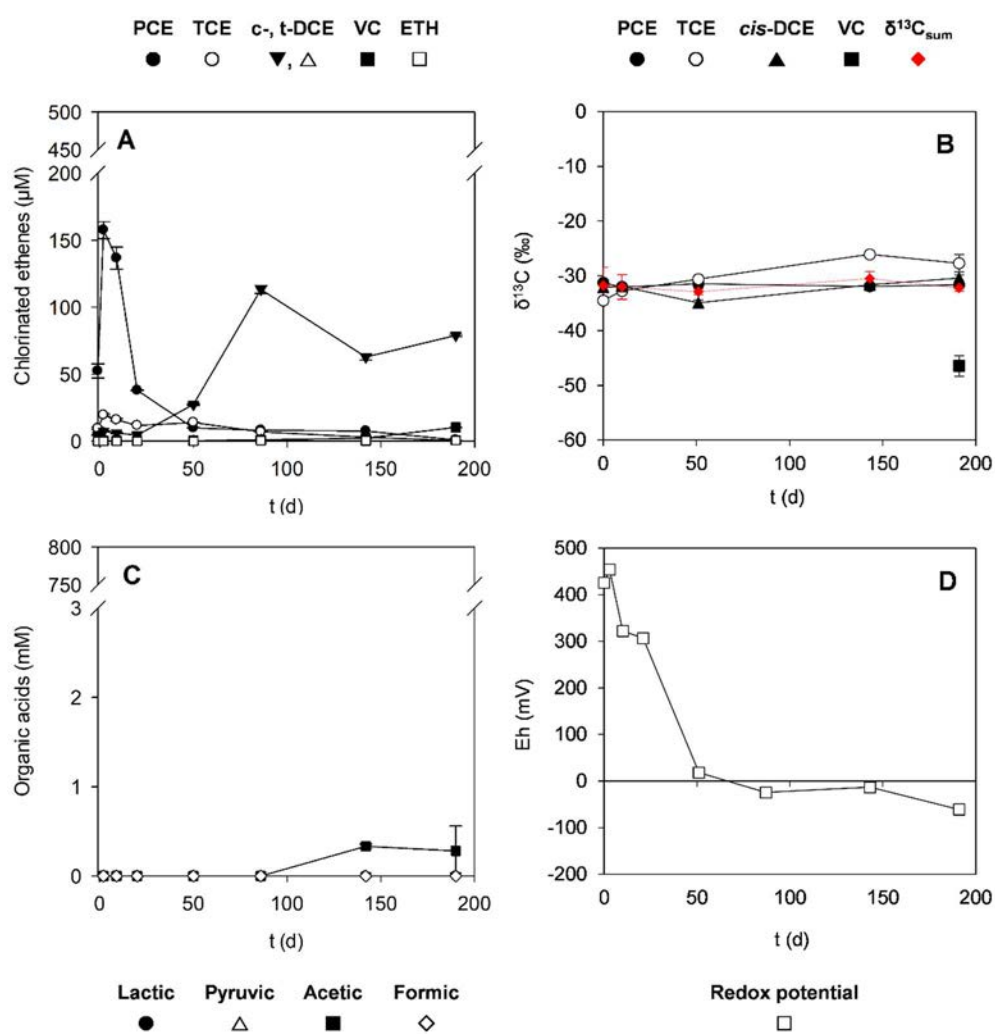 PCE TCE c-, t-DCE VC ETH
, 
PCE TCE cis-DCE VC δ¹³Csum
A
500
450
200
150
100
50
0
Chlorinated ethenes (µM)
0 50 100 150 200
t (d)
B
0
-10
-20
-30
-40
-50
-60
δ¹³C (‰)
0 50 100 150 200
t (d)
C
800
750
3
2
1
0
Organic acids (mM)
0 50 100 150 200
t (d)
D
500
400
300
200
100
0
-100
-200
Eh (mV)
0 50 100 150 200
t (d)
Lactic Pyruvic Acetic Formic
Redox potential